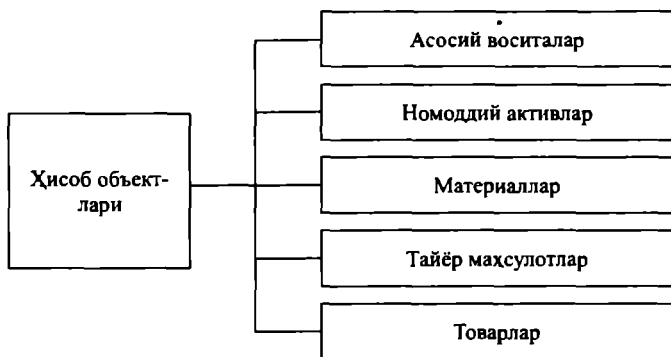 Асосий воситалар
Номоддий активлар
Ҳисоб объект-
лари
Материаллар
Тайёр маҳсулотлар
Товарлар